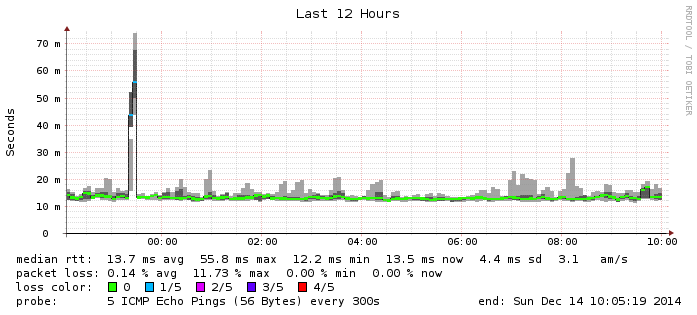 Last 12 Hours
RRDTOOL / TOBI OETIKER
70 m
60 m
50 m
40 m
30 m
20 m
10 m
0
Seconds
00:00 02:00 04:00 06:00 08:00 10:00
median rtt: 13.7 ms avg 55.8 ms max 12.2 ms min 13.5 ms now 4.4 ms sd 3.1 am/s
packet loss: 0.14 % avg 11.73 % max 0.00 % min 0.00 % now
loss color: 0 1/5 2/5 3/5 4/5
probe: 5 ICMP Echo Pings (56 Bytes) every 300s end: Sun Dec 14 10:05:19 2014